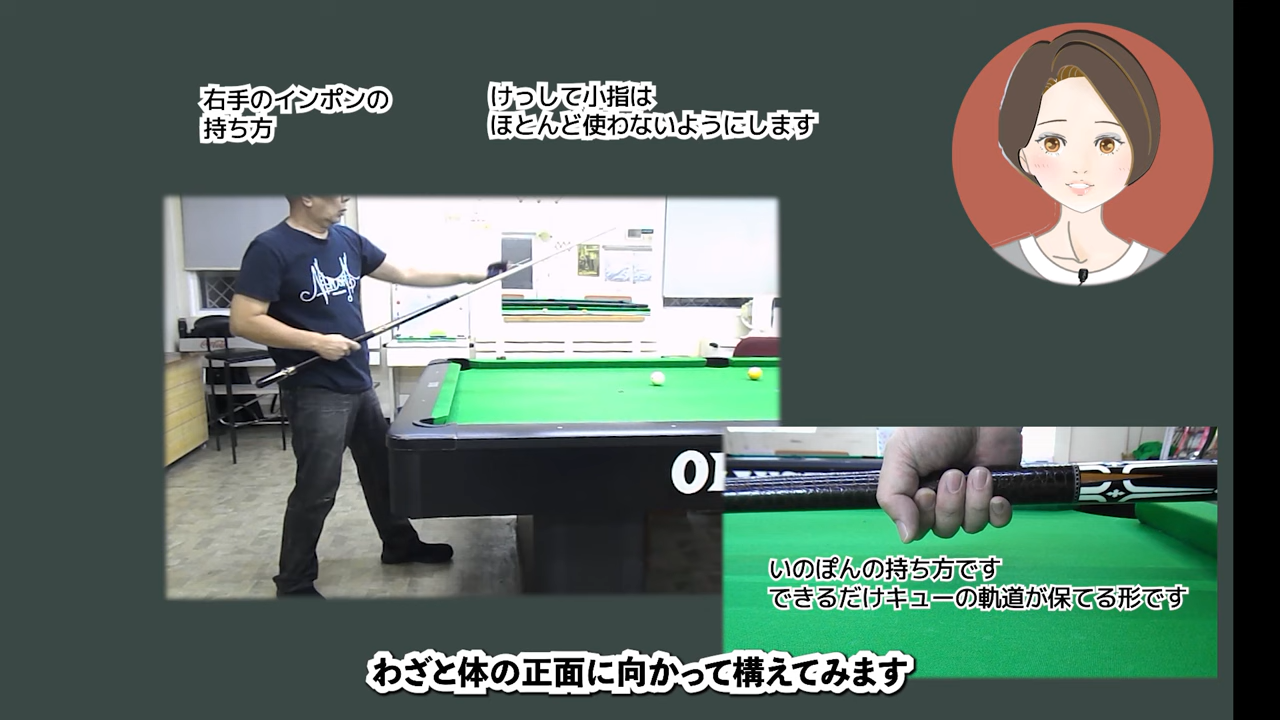 右手のインポンの
持ち方
けっして小指は
ほとんど使わないようにします
いのぽんの持ち方です
できるだけキューの軌道が保てる形です
わざと体の正面に向かって構えてみます